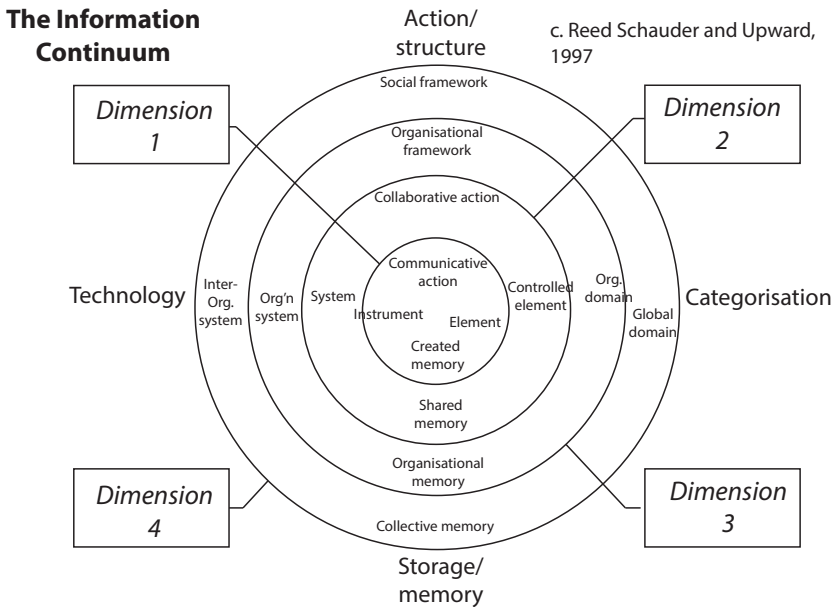 The Information
Continuum
Action/
structure
c. Reed Schauder and Upward,
1997
Dimension
1
Dimension
2
Social framework
Organisational
framework
Collaborative action
Communicative
action
Technology
Inter-
Org.
system
Org'n
system
System
Instrument
Element
Controlled
element
Org.
domain
Global
domain
Categorisation
Created
memory
Shared
memory
Organisational
memory
Collective memory
Dimension
4
Dimension
3
Storage/
memory